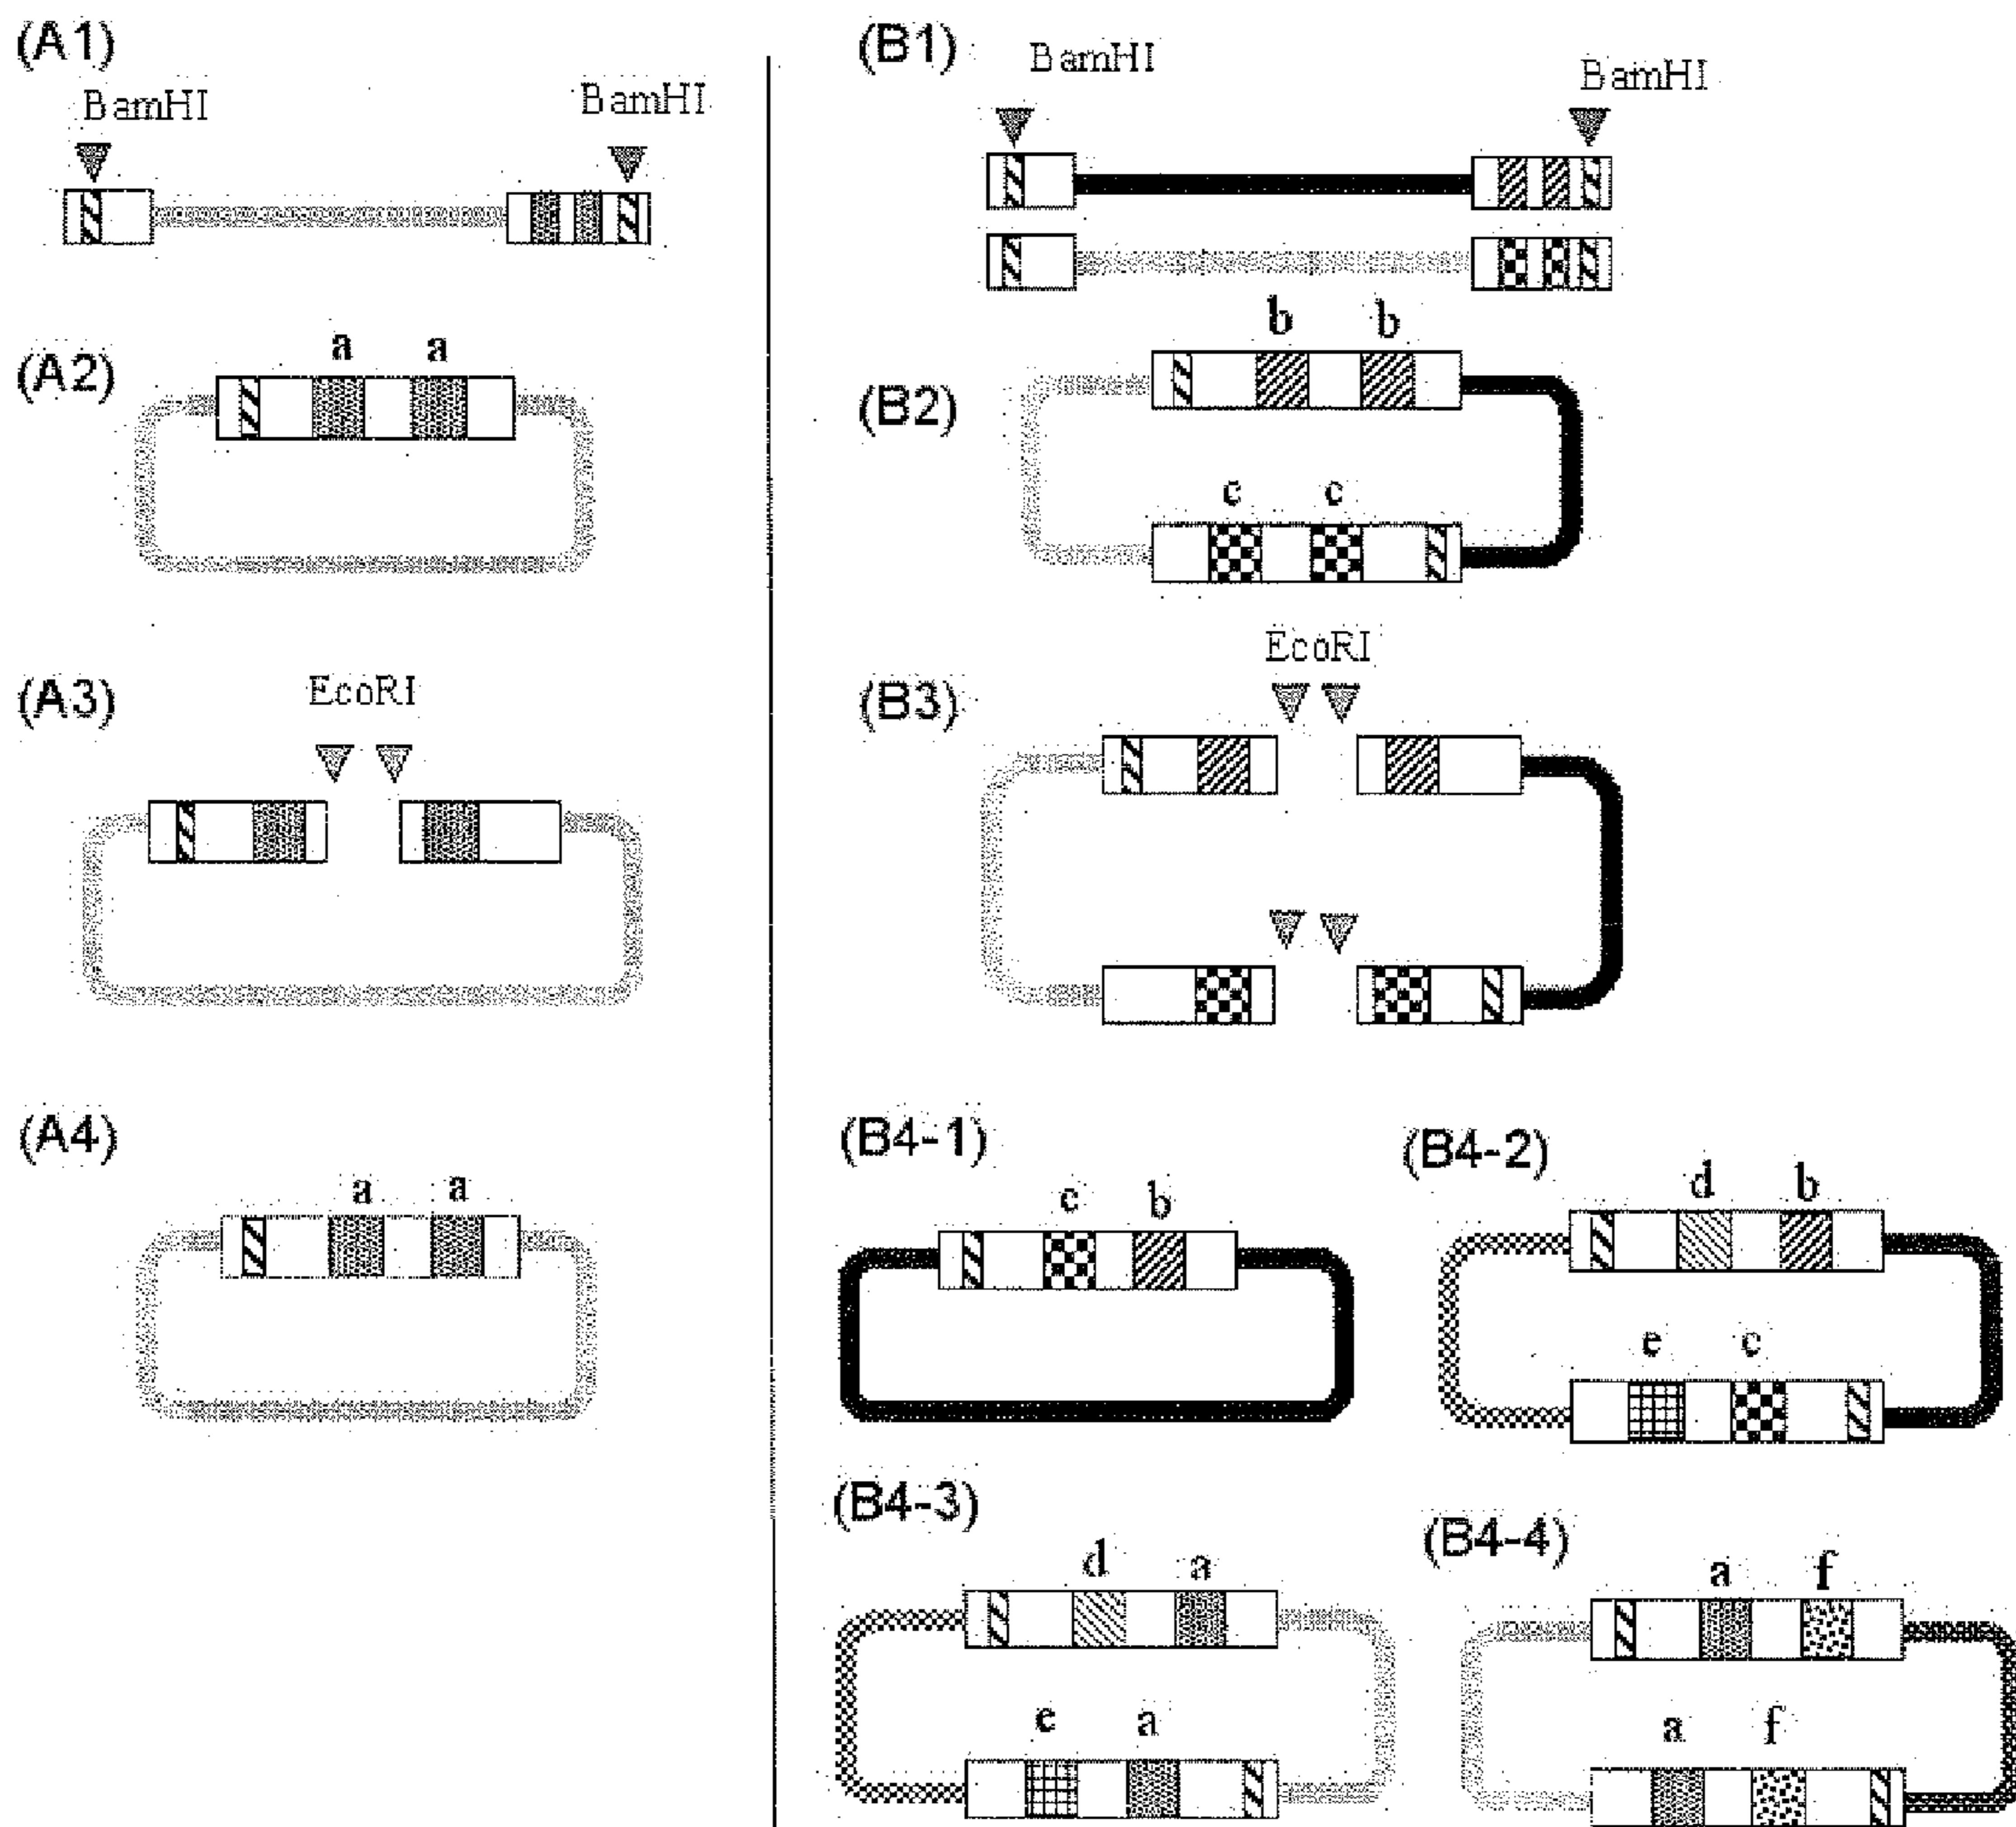 (A1)
BamHI
BamHI
(A2)
a a
(A3)
EcoRI
(A4)
a a
(B1)
BamHI
BamHI
(B2)
b b
c c
(B3)
EcoRI
(B4-1)
c b
(B4-2)
d b
e c
(B4-3)
d a
e a
(B4-4)
a f
a f